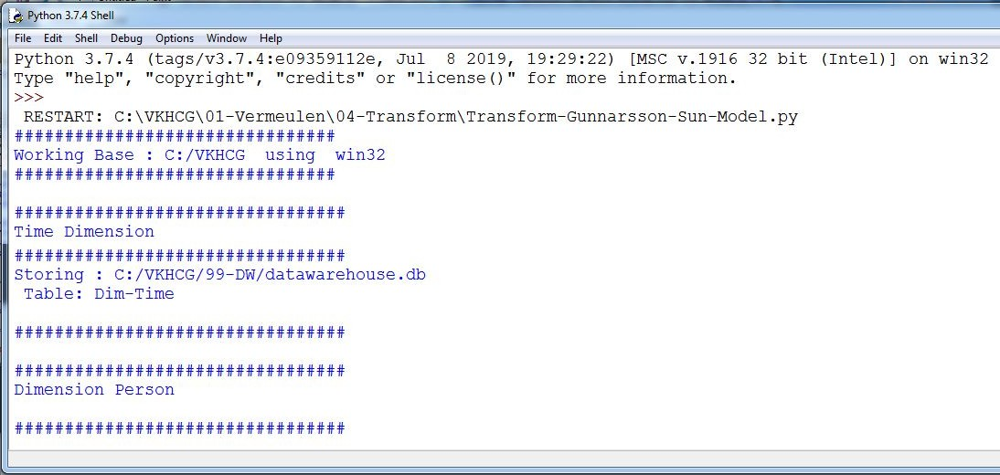 Python 3.7.4 Shell
File Edit Shell Debug Options Window Help
Python 3.7.4 (tags/v3.7.4:e09359112e, Jul  8 2019, 19:29:22) [MSC v.1916 32 bit (Intel)] on win32
Type "help", "copyright", "credits" or "license()" for more information.
>>>
 RESTART: C:\VKHCG\01-Vermeulen\04-Transform\Transform-Gunnarsson-Sun-Model.py
################################
Working Base : C:/VKHCG  using  win32
################################
#################################
Time Dimension
#################################
Storing : C:/VKHCG/99-DW/datawarehouse.db
 Table: Dim-Time
#################################
#################################
Dimension Person
#################################